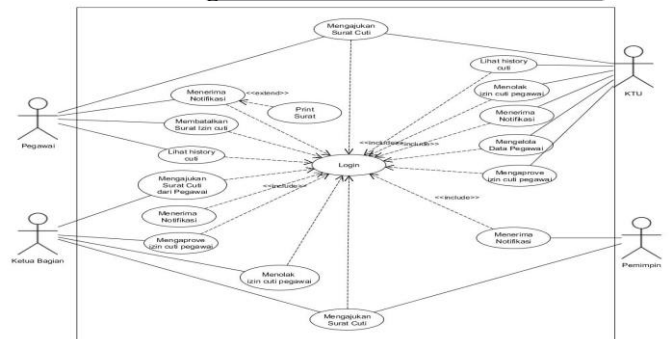 Mengajukan
Surat Cuti
Pegawai
Menerima
Notifikasi
<<extend>>
Print
Surat
Membatalkan
Surat Izin cuti
Lihat history
cuti
Login
<<include>>
<<include>>
Lihat history
cuti
Menolak
izin cuti pegawai
Menerima
Notifikasi
Mengelola
Data Pegawai
Mengaprove
izin cuti pegawai
KTU
Mengajukan
Surat Cuti
dari Pegawai
<<include>>
Menerima
Notifikasi
Mengaprove
izin cuti pegawai
Menolak
izin cuti pegawai
Ketua Bagian
<<include>>
Menerima
Notifikasi
Pemimpin
Mengajukan
Surat Cuti